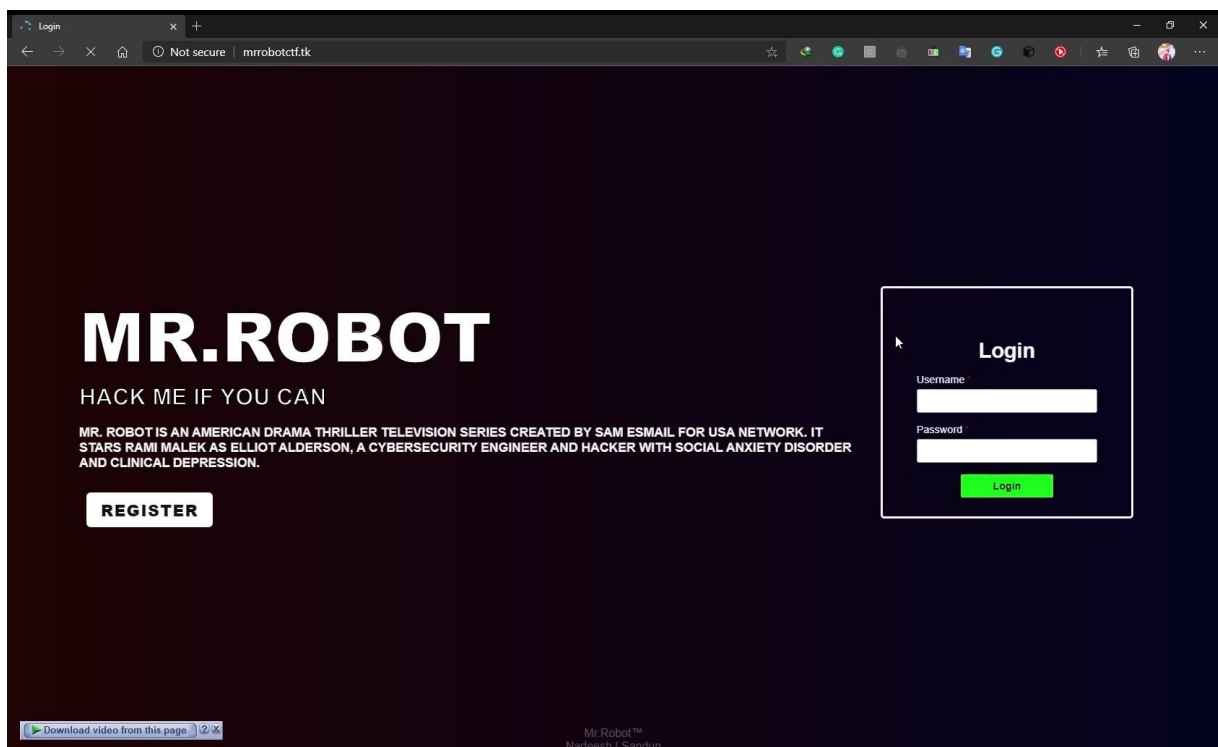 Login
Not secure
mrrobotctf.tk
MR.ROBOT
HACK ME IF YOU CAN
MR. ROBOT IS AN AMERICAN DRAMA THRILLER TELEVISION SERIES CREATED BY SAM ESMAIL FOR USA NETWORK. IT
STARS RAMI MALEK AS ELLIOT ALDERSON, A CYBERSECURITY ENGINEER AND HACKER WITH SOCIAL ANXIETY DISORDER
AND CLINICAL DEPRESSION.
REGISTER
Login
Username *
Password *
Login
Download video from this page
Mr.Robot™
Nadeesh | Sandun